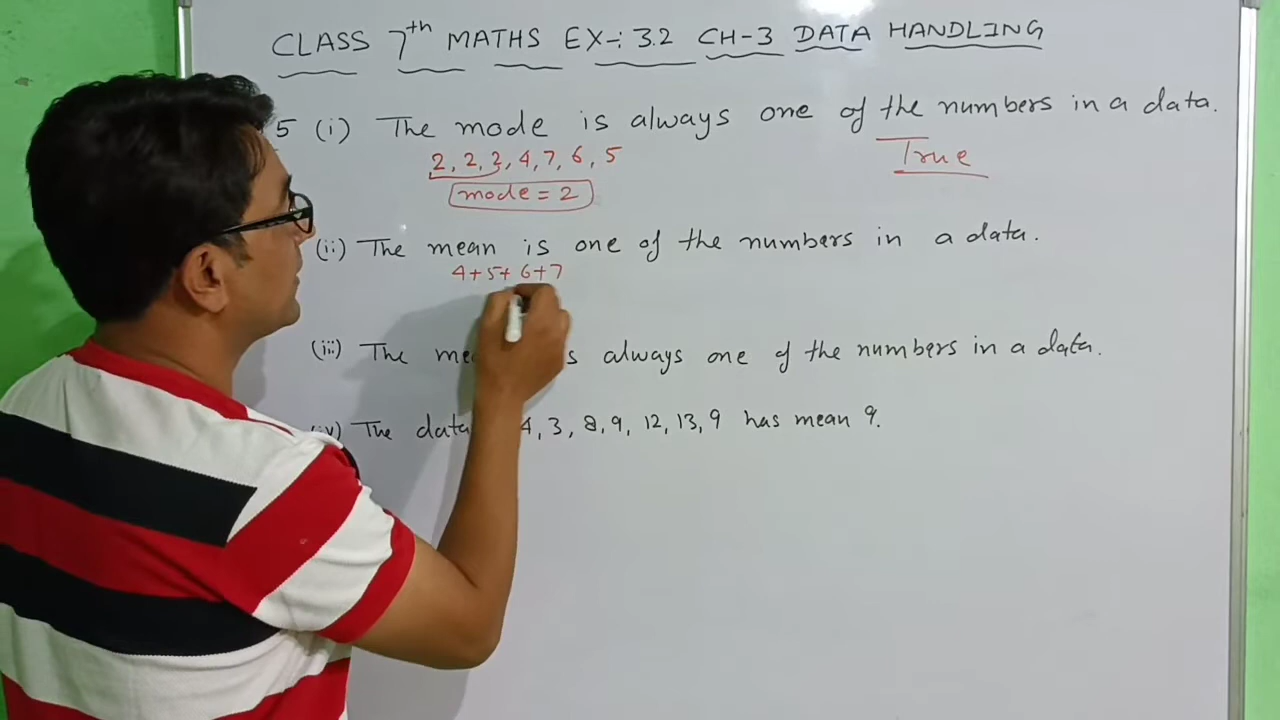 CLASS 7th MATHS EX-: 3.2 CH-3 DATA HANDLING
5 (i) The mode is always one of the numbers in a data.
2, 2, 2, 4, 7, 6, 5
True
mode = 2
(ii) The mean is one of the numbers in a data.
4+5+6+7
(iii) The always one of the numbers in a data.
(iv) The data 4, 3, 8, 9, 12, 13, 9 has mean 9.